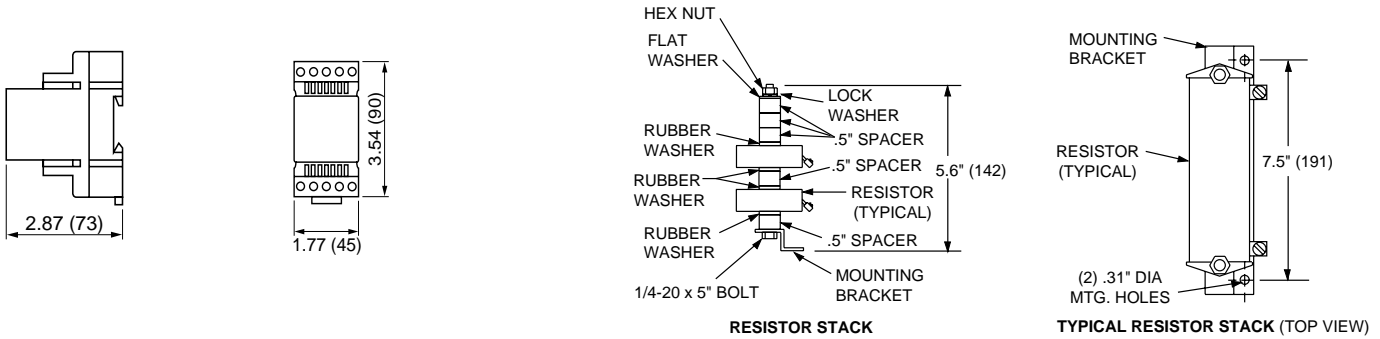 2.87 (73)
3.54 (90)
1.77 (45)
HEX NUT
FLAT
WASHER
LOCK
WASHER
.5" SPACER
RUBBER
WASHER
.5" SPACER
5.6" (142)
RUBBER
WASHER
RESISTOR
(TYPICAL)
RUBBER
WASHER
.5" SPACER
1/4-20 x 5" BOLT
MOUNTING
BRACKET
RESISTOR STACK
MOUNTING
BRACKET
RESISTOR
(TYPICAL)
7.5" (191)
(2) .31" DIA
MTG. HOLES
TYPICAL RESISTOR STACK (TOP VIEW)